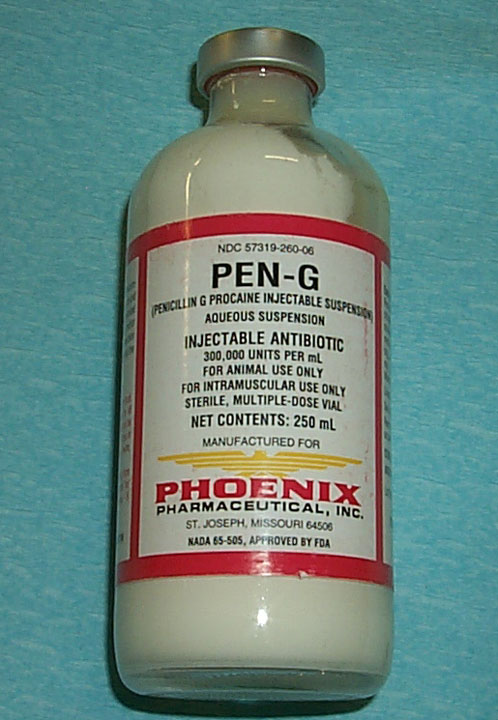 NDC 57319-260-06
PEN-G
(PENICILLIN G PROCAINE INJECTABLE SUSPENSION)
AQUEOUS SUSPENSION
INJECTABLE ANTIBIOTIC
300,000 UNITS PER mL
FOR ANIMAL USE ONLY
FOR INTRAMUSCULAR USE ONLY
STERILE, MULTIPLE-DOSE VIAL
NET CONTENTS: 250 mL
MANUFACTURED FOR
PHOENIX
PHARMACEUTICAL, INC.
ST. JOSEPH, MISSOURI 64506
NADA 65-505, APPROVED BY FDA